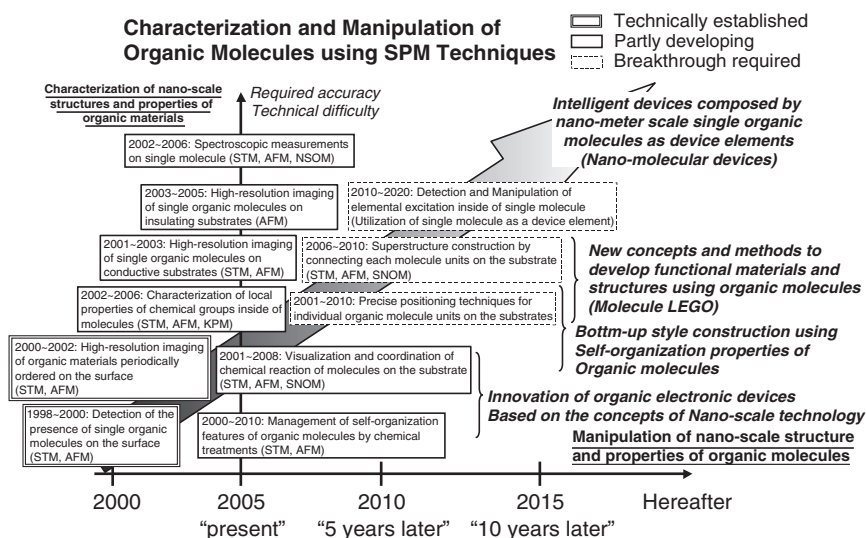 Characterization and Manipulation of
Organic Molecules using SPM Techniques
Technically established
Partly developing
Breakthrough required
Characterization of nano-scale
structures and properties of
organic materials
Required accuracy
Technical difficulty
Intelligent devices composed by
nano-meter scale single organic
molecules as device elements
(Nano-molecular devices)
2002~2006: Spectroscopic measurements
on single molecule (STM, AFM, NSOM)
2003~2005: High-resolution imaging
of single organic molecules on
insulating substrates (AFM)
2010~2020: Detection and Manipulation of
elemental excitation inside of single molecule
(Utilization of single molecule as a device element)
2001~2003: High-resolution imaging
of single organic molecules on
conductive substrates (STM, AFM)
2006~2010: Superstructure construction by
connecting each molecule units on the substrate
(STM, AFM, SNOM)
New concepts and methods to
develop functional materials and
structures using organic molecules
(Molecule LEGO)
2002~2006: Characterization of local
properties of chemical groups inside of
molecules (STM, AFM, KPM)
2001~2010: Precise positioning techniques for
individual organic molecule units on the substrates
Bottm-up style construction using
Self-organization properties of
Organic molecules
2000~2002: High-resolution imaging
of organic materials periodically
ordered on the surface
(STM, AFM)
2001~2008: Visualization and coordination of
chemical reaction of molecules on the substrate
(STM, AFM, SNOM)
Innovation of organic electronic devices
Based on the concepts of Nano-scale technology
1998~2000: Detection of the
presence of single organic
molecules on the surface
(STM, AFM)
2000~2010: Management of self-organization
features of organic molecules by chemical
treatments (STM, AFM)
Manipulation of nano-scale structure
and properties of organic molecules
2000 2005 2010 2015 Hereafter
“present” “5 years later” “10 years later”